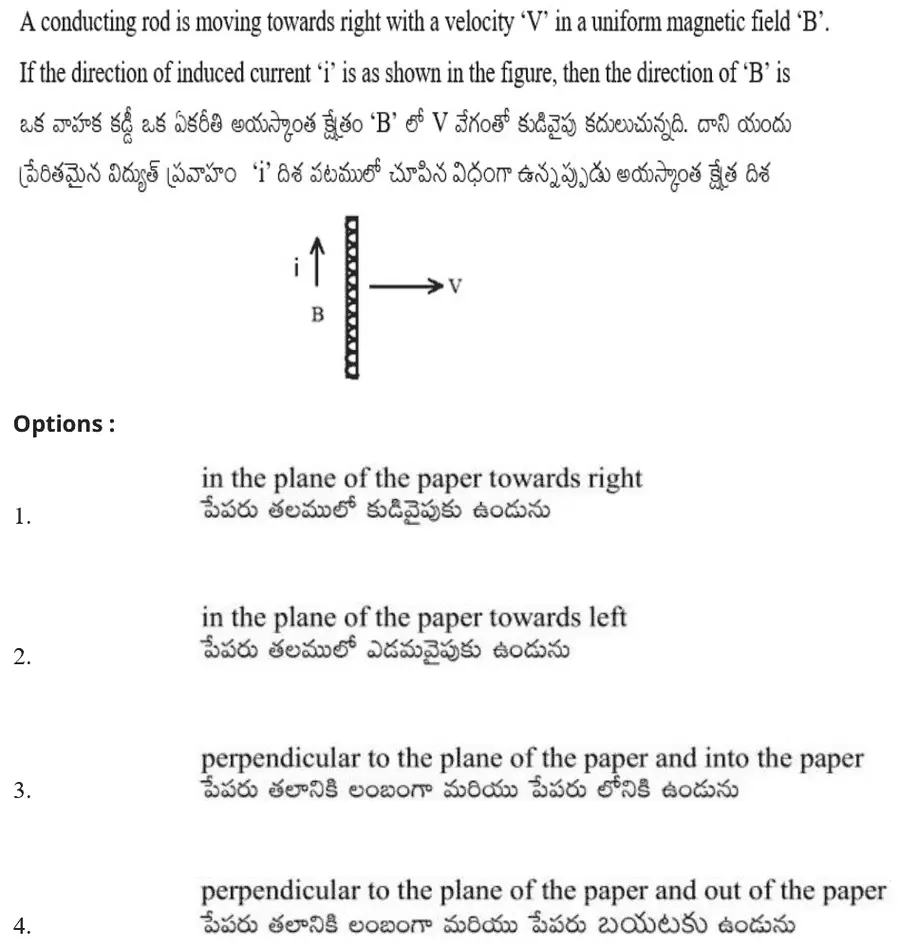 A conducting rod is moving towards right with a velocity ‘V’ in a uniform magnetic field ‘B’.
If the direction of induced current ‘i’ is as shown in the figure, then the direction of ‘B’ is
ఒక వాహక కడ్డీ ఒక ఏకరీతి అయస్కాంత క్షేత్రం ‘B’ లో V వేగంతో కుడివైపు కదులుచున్నది. దాని యందు
ప్రేరితమైన విద్యుత్ ప్రవాహం ‘i’ దిశ పటములో చూపిన విధంగా ఉన్నప్పుడు అయస్కాంత క్షేత్ర దిశ
i
V
B
Options :
in the plane of the paper towards right
1. పేపరు తలములో కుడివైపుకు ఉండును
in the plane of the paper towards left
2. పేపరు తలములో ఎడమవైపుకు ఉండును
perpendicular to the plane of the paper and into the paper
3. పేపరు తలానికి లంబంగా మరియు పేపరు లోనికి ఉండును
perpendicular to the plane of the paper and out of the paper
4. పేపరు తలానికి లంబంగా మరియు పేపరు బయటకు ఉండును